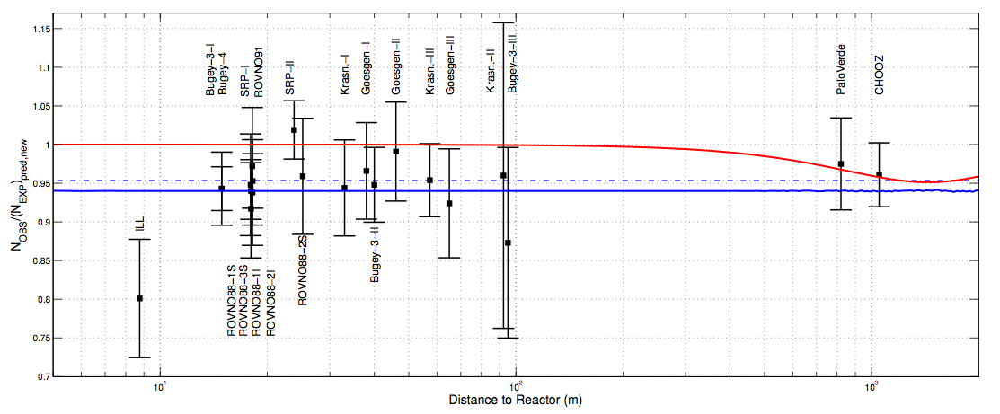 N_OBS/(N_EXP)_pred,new
1.15
1.1
1.05
1
0.95
0.9
0.85
0.8
0.75
0.7
ILL
Bugey−3−I
Bugey−4
SRP−I
ROVNO91
SRP−II
Krasn.−I
Goesgen−I
Goesgen−II
Krasn.−III
Goesgen−III
Krasn.−II
Bugey−3−III
PaloVerde
CHOOZ
ROVNO88−1S
ROVNO88−3S
ROVNO88−1I
ROVNO88−2I
ROVNO88−2S
Bugey−3−II
10^1
10^2
10^3
Distance to Reactor (m)